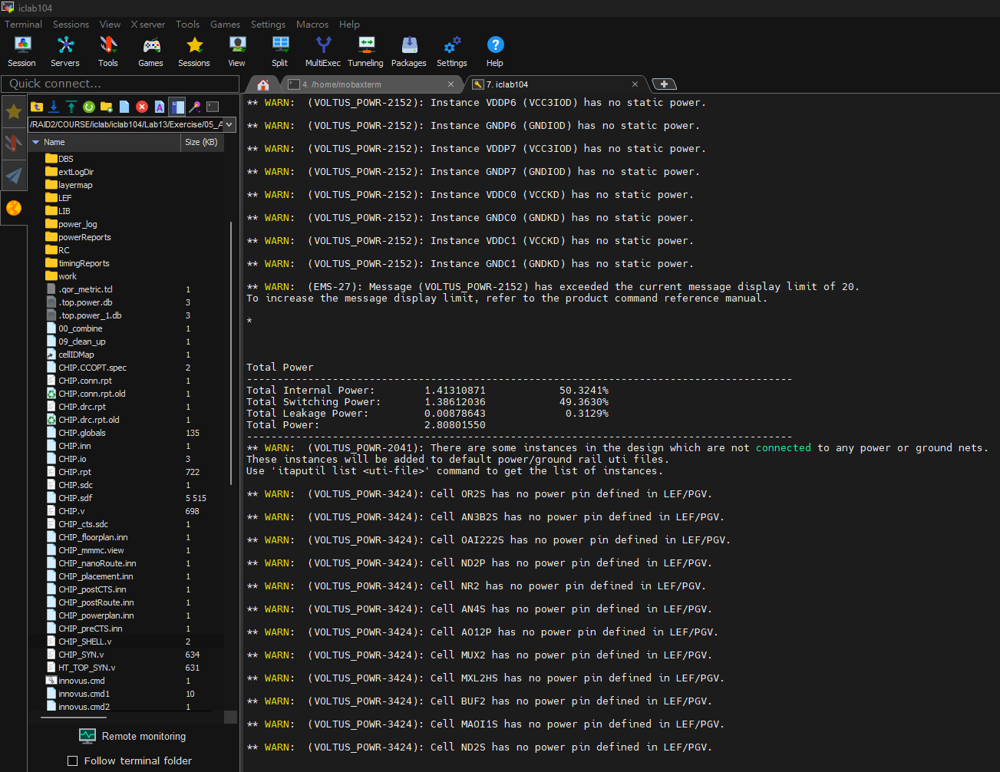 iclab104
Terminal Sessions View X server Tools Games Settings Macros Help
Session Servers Tools Games Sessions View Split MultiExec Tunneling Packages Settings Help
Quick connect...
4. /home/mobaxterm
7. iclab104
/RAID2/COURSE/iclab/iclab104/Lab13/Exercise/05_A
Name Size (KB)
DBS
extLogDir
layermap
LEF
LIB
power_log
powerReports
RC
timingReports
work
.qor_metric.tcl 1
.top.power.db 3
.top.power_1.db 3
00_combine 1
09_clean_up 1
cellIDMap 1
CHIP.CCOPT.spec 2
CHIP.conn.rpt 1
CHIP.conn.rpt.old 1
CHIP.drc.rpt 1
CHIP.drc.rpt.old 1
CHIP.globals 135
CHIP.inn 1
CHIP.io 3
CHIP.rpt 722
CHIP.sdc 1
CHIP.sdf 5 515
CHIP.v 698
CHIP_cts.sdc 1
CHIP_floorplan.inn 1
CHIP_mmmc.view 1
CHIP_nanoRoute.inn 1
CHIP_placement.inn 1
CHIP_postCTS.inn 1
CHIP_postRoute.inn 1
CHIP_powerplan.inn 1
CHIP_preCTS.inn 1
CHIP_SHELL.v 2
CHIP_SYN.v 634
HT_TOP_SYN.v 631
innovus.cmd 1
innovus.cmd1 10
innovus.cmd2 1
Remote monitoring
Follow terminal folder
** WARN: (VOLTUS_POWR-2152): Instance VDDP6 (VCC3IOD) has no static power.
** WARN: (VOLTUS_POWR-2152): Instance GNDP6 (GNDIOD) has no static power.
** WARN: (VOLTUS_POWR-2152): Instance VDDP7 (VCC3IOD) has no static power.
** WARN: (VOLTUS_POWR-2152): Instance GNDP7 (GNDIOD) has no static power.
** WARN: (VOLTUS_POWR-2152): Instance VDDC0 (VCCKD) has no static power.
** WARN: (VOLTUS_POWR-2152): Instance GNDC0 (GNDKD) has no static power.
** WARN: (VOLTUS_POWR-2152): Instance VDDC1 (VCCKD) has no static power.
** WARN: (VOLTUS_POWR-2152): Instance GNDC1 (GNDKD) has no static power.
** WARN: (EMS-27): Message (VOLTUS_POWR-2152) has exceeded the current message display limit of 20.
To increase the message display limit, refer to the product command reference manual.
*
Total Power
-----------------------------------------------------------------------------------------
Total Internal Power: 1.41310871 50.3241%
Total Switching Power: 1.38612036 49.3630%
Total Leakage Power: 0.00878643 0.3129%
Total Power: 2.80801550
-----------------------------------------------------------------------------------------
** WARN: (VOLTUS_POWR-2041): There are some instances in the design which are not connected to any power or ground nets.
These instances will be added to default power/ground rail uti files.
Use 'itaputil list <uti-file>' command to get the list of instances.
** WARN: (VOLTUS_POWR-3424): Cell OR2S has no power pin defined in LEF/PGV.
** WARN: (VOLTUS_POWR-3424): Cell AN3B2S has no power pin defined in LEF/PGV.
** WARN: (VOLTUS_POWR-3424): Cell OAI222S has no power pin defined in LEF/PGV.
** WARN: (VOLTUS_POWR-3424): Cell ND2P has no power pin defined in LEF/PGV.
** WARN: (VOLTUS_POWR-3424): Cell NR2 has no power pin defined in LEF/PGV.
** WARN: (VOLTUS_POWR-3424): Cell AN4S has no power pin defined in LEF/PGV.
** WARN: (VOLTUS_POWR-3424): Cell AO12P has no power pin defined in LEF/PGV.
** WARN: (VOLTUS_POWR-3424): Cell MUX2 has no power pin defined in LEF/PGV.
** WARN: (VOLTUS_POWR-3424): Cell MXL2HS has no power pin defined in LEF/PGV.
** WARN: (VOLTUS_POWR-3424): Cell BUF2 has no power pin defined in LEF/PGV.
** WARN: (VOLTUS_POWR-3424): Cell MAOI1S has no power pin defined in LEF/PGV.
** WARN: (VOLTUS_POWR-3424): Cell ND2S has no power pin defined in LEF/PGV.